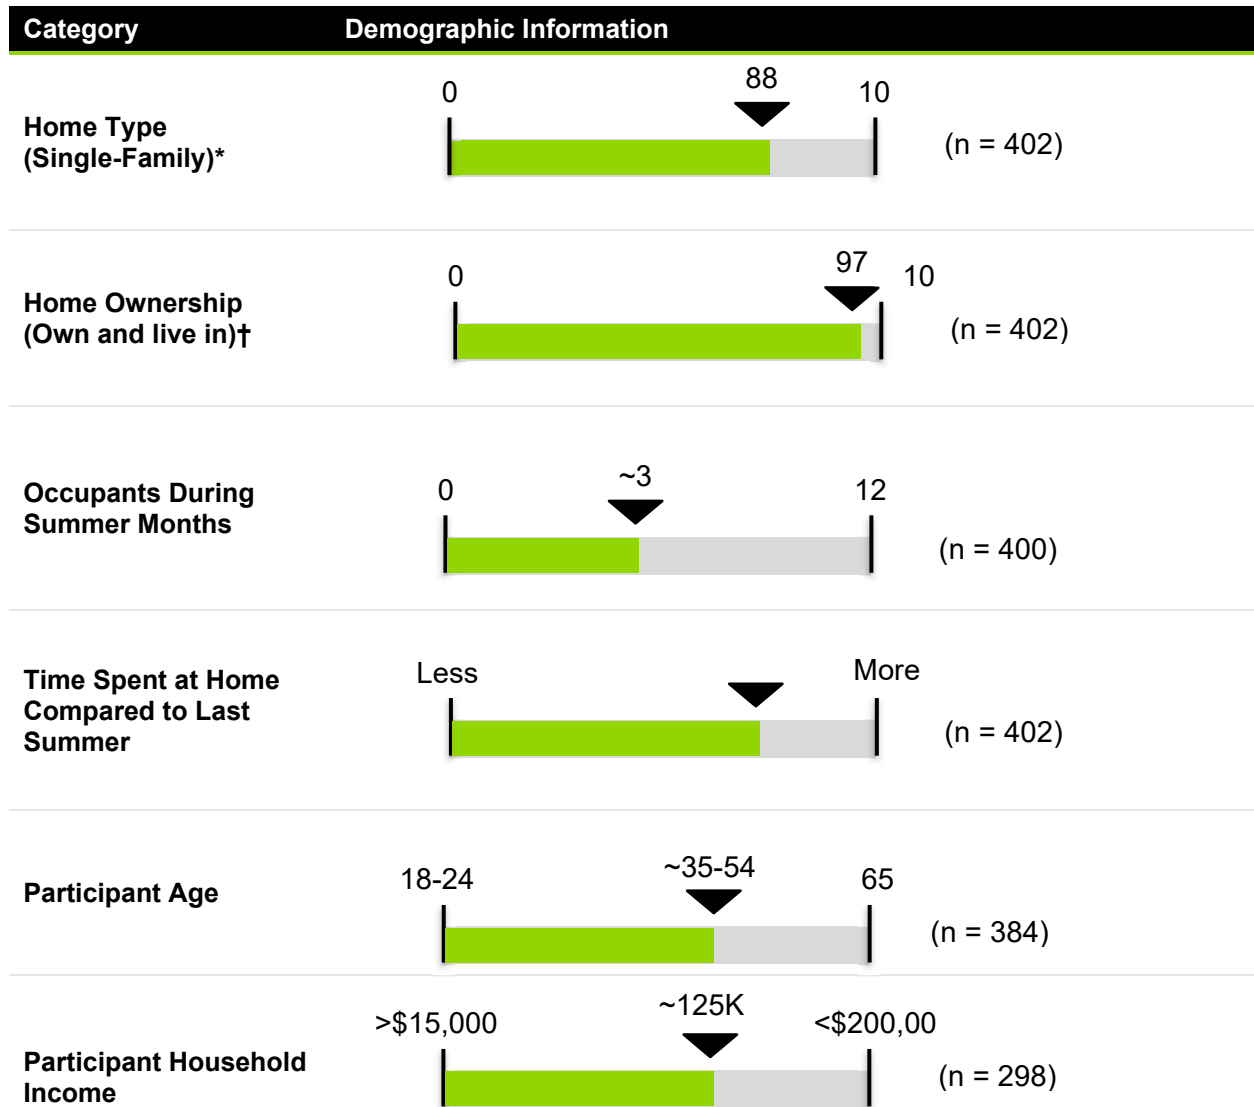 Category Demographic Information
0 88 10
Home Type
(Single-Family)*
(n = 402)
0 97 10
Home Ownership
(Own and live in)†
(n = 402)
0 ~3 12
Occupants During
Summer Months
(n = 400)
Less More
Time Spent at Home
Compared to Last
Summer
(n = 402)
18-24 ~35-54 65
Participant Age
(n = 384)
>$15,000 ~125K <$200,00
Participant Household
Income
(n = 298)